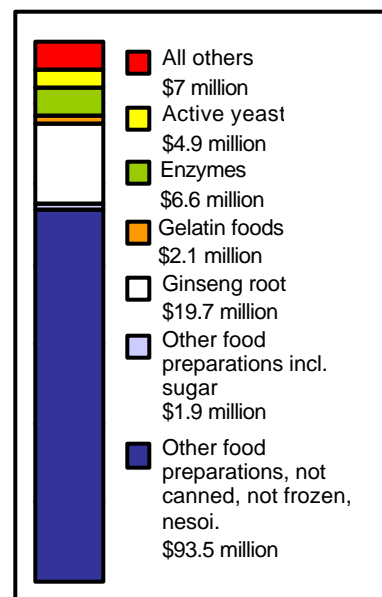 All others
$7 million
Active yeast
$4.9 million
Enzymes
$6.6 million
Gelatin foods
$2.1 million
Ginseng root
$19.7 million
Other food
preparations incl.
sugar
$1.9 million
Other food
preparations, not
canned, not frozen,
nesoi.
$93.5 million